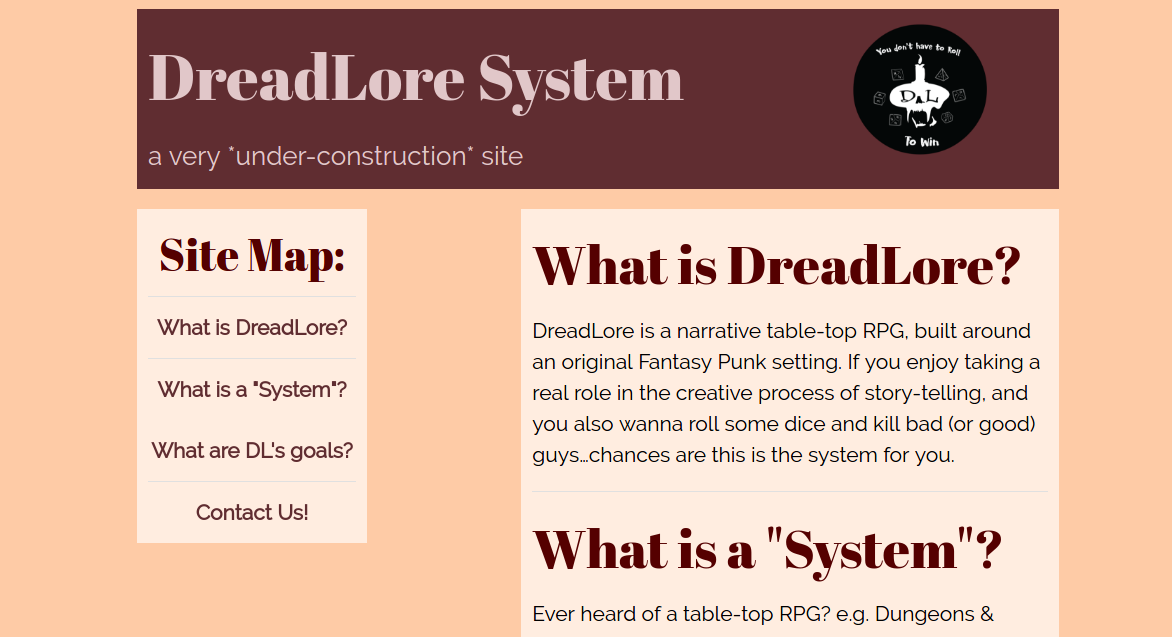 DreadLore System
a very *under-construction* site
You don't have to Roll
D&L
To Win
Site Map:
What is DreadLore?
What is a "System"?
What are DL's goals?
Contact Us!
What is DreadLore?
DreadLore is a narrative table-top RPG, built around
an original Fantasy Punk setting. If you enjoy taking a
real role in the creative process of story-telling, and
you also wanna roll some dice and kill bad (or good)
guys…chances are this is the system for you.
What is a "System"?
Ever heard of a table-top RPG? e.g. Dungeons &